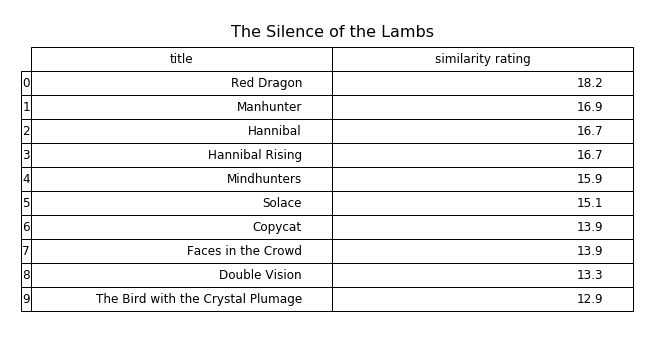 The Silence of the Lambs
title similarity rating
0 Red Dragon 18.2
1 Manhunter 16.9
2 Hannibal 16.7
3 Hannibal Rising 16.7
4 Mindhunters 15.9
5 Solace 15.1
6 Copycat 13.9
7 Faces in the Crowd 13.9
8 Double Vision 13.3
9 The Bird with the Crystal Plumage 12.9